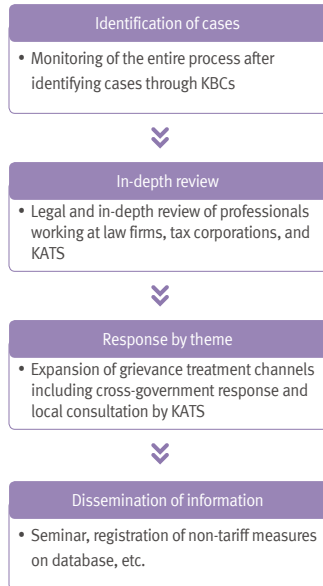 Identification of cases
• Monitoring of the entire process after
identifying cases through KBCs
In-depth review
• Legal and in-depth review of professionals
working at law firms, tax corporations, and
KATS
Response by theme
• Expansion of grievance treatment channels
including cross-government response and
local consultation by KATS
Dissemination of information
• Seminar, registration of non-tariff measures
on database, etc.